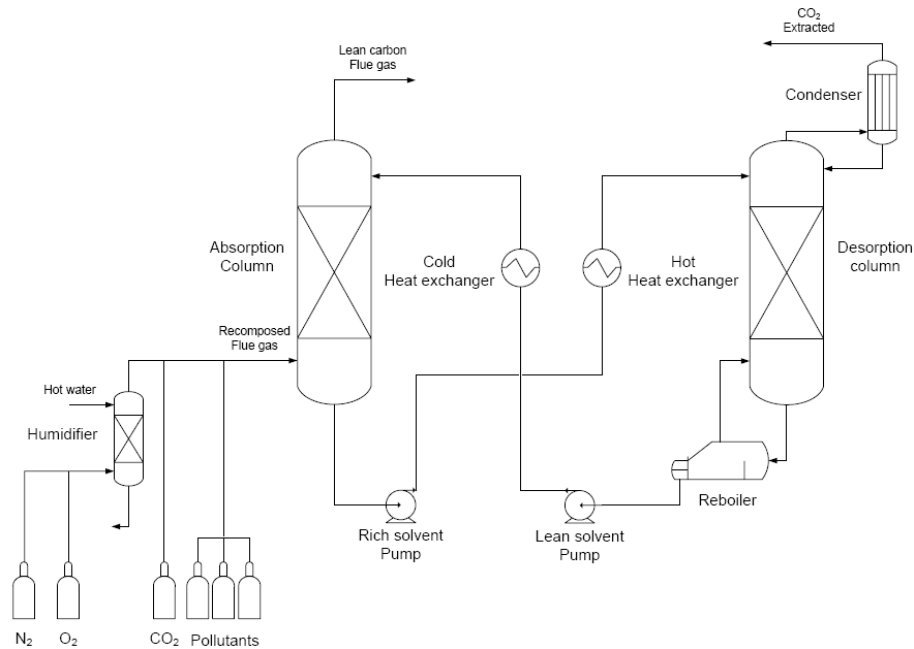 CO₂
Extracted
Lean carbon
Flue gas
Condenser
Absorption
Column
Cold
Heat exchanger
Hot
Heat exchanger
Desorption
column
Recomposed
Flue gas
Hot water
Humidifier
Reboiler
Rich solvent
Pump
Lean solvent
Pump
N₂
O₂
CO₂
Pollutants